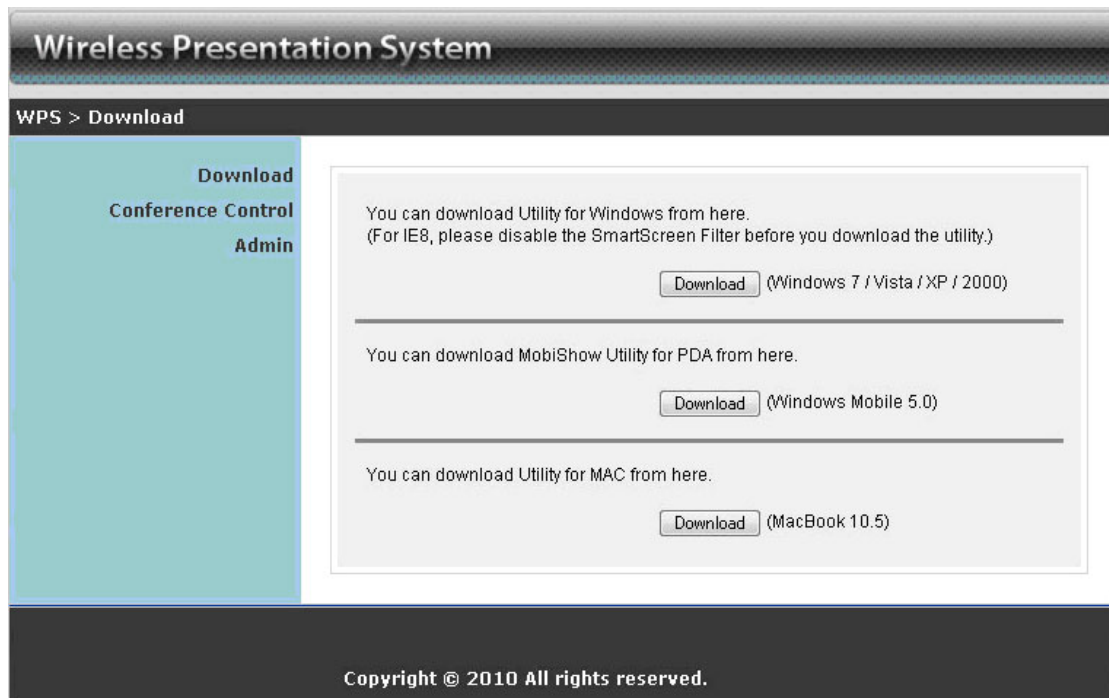 Wireless Presentation System
WPS > Download
Download
Conference Control
Admin
You can download Utility for Windows from here.
(For IE8, please disable the SmartScreen Filter before you download the utility.)
Download (Windows 7 / Vista / XP / 2000)
You can download MobiShow Utility for PDA from here.
Download (Windows Mobile 5.0)
You can download Utility for MAC from here.
Download (MacBook 10.5)
Copyright © 2010 All rights reserved.